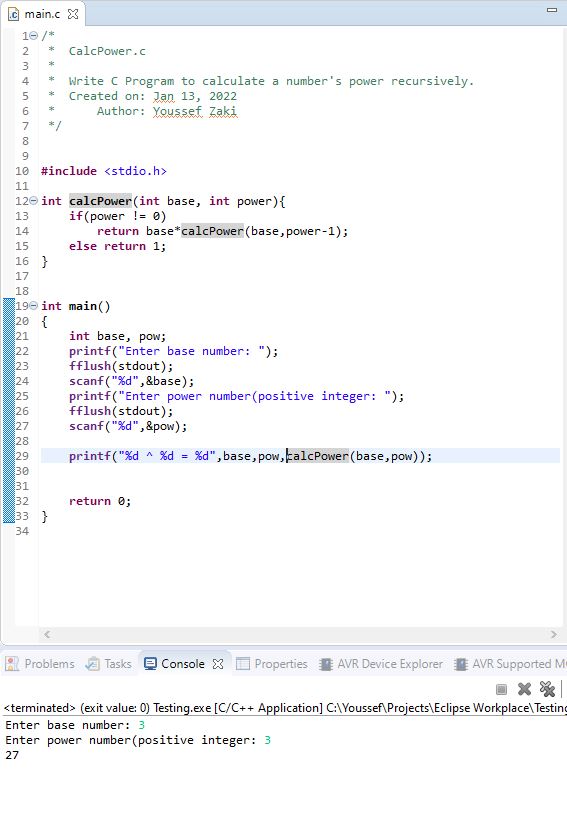 main.c
1 /*
2  *  CalcPower.c
3  *
4  *  Write C Program to calculate a number's power recursively.
5  *  Created on: Jan 13, 2022
6  *      Author: Youssef Zaki
7  */
8
9
10 #include <stdio.h>
11
12 int calcPower(int base, int power){
13     if(power != 0)
14         return base*calcPower(base,power-1);
15     else return 1;
16 }
17
18
19 int main()
20 {
21     int base, pow;
22     printf("Enter base number: ");
23     fflush(stdout);
24     scanf("%d",&base);
25     printf("Enter power number(positive integer: ");
26     fflush(stdout);
27     scanf("%d",&pow);
28
29     printf("%d ^ %d = %d",base,pow,calcPower(base,pow));
30
31
32     return 0;
33 }
34
Problems Tasks Console Properties AVR Device Explorer AVR Supported M
<terminated> (exit value: 0) Testing.exe [C/C++ Application] C:\Youssef\Projects\Eclipse Workplace\Testing
Enter base number: 3
Enter power number(positive integer: 3
27